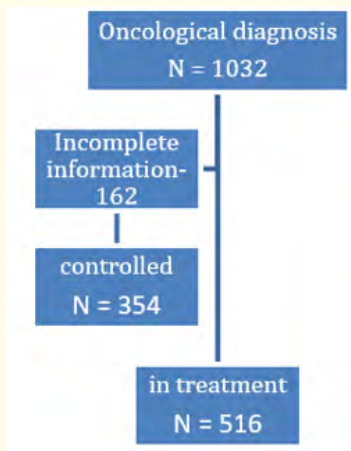 Oncological diagnosis
N = 1032
Incomplete
information-
162
controlled
N = 354
in treatment
N = 516